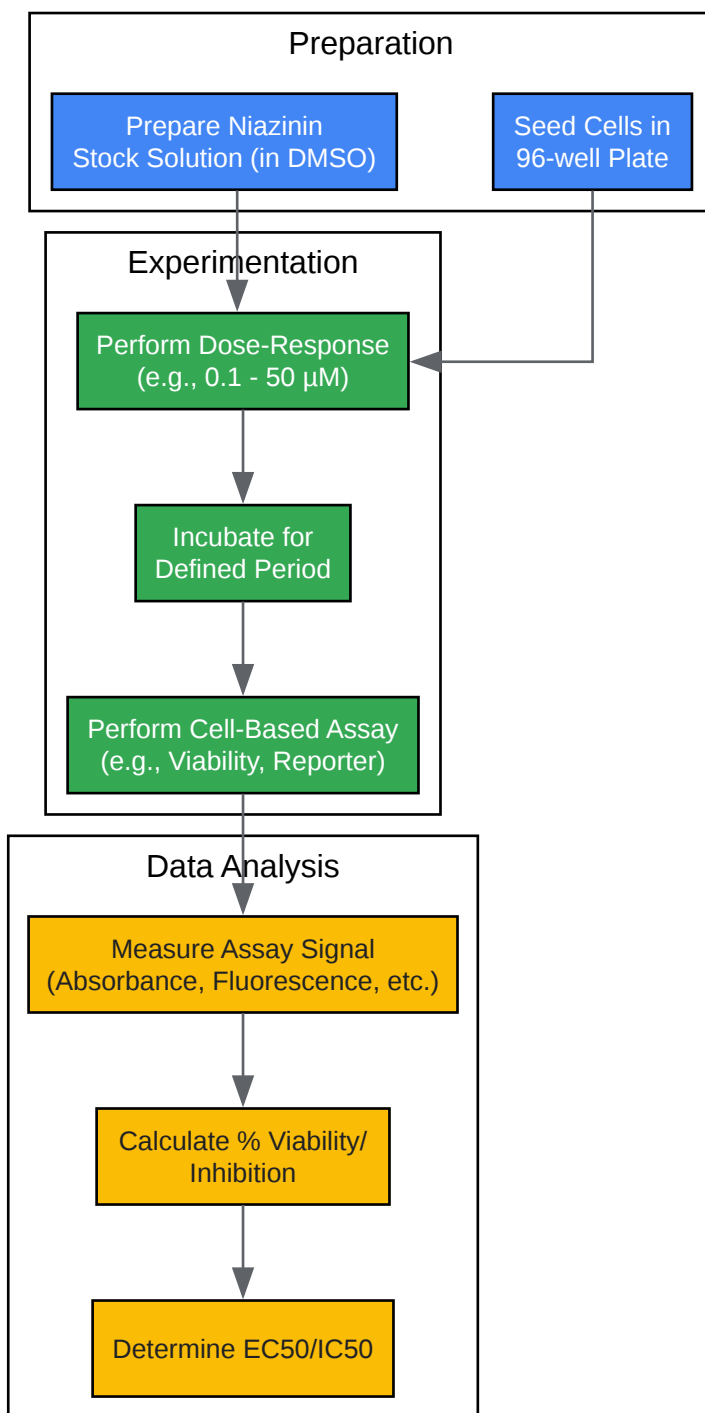 Preparation
Prepare Niazinin
Stock Solution (in DMSO)
Seed Cells in
96-well Plate
Experimentation
Perform Dose-Response
(e.g., 0.1 - 50 µM)
Incubate for
Defined Period
Perform Cell-Based Assay
(e.g., Viability, Reporter)
Data Analysis
Measure Assay Signal
(Absorbance, Fluorescence, etc.)
Calculate % Viability/
Inhibition
Determine EC50/IC50